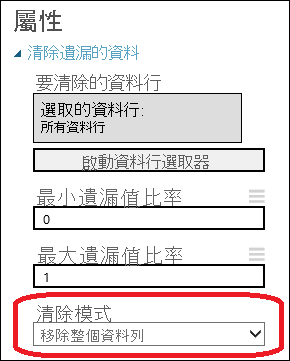 屬性
清除遺漏的資料
要清除的資料行
選取的資料行:
所有資料行
啟動資料行選取器
最小遺漏值比率
0
最大遺漏值比率
1
清除模式
移除整個資料列